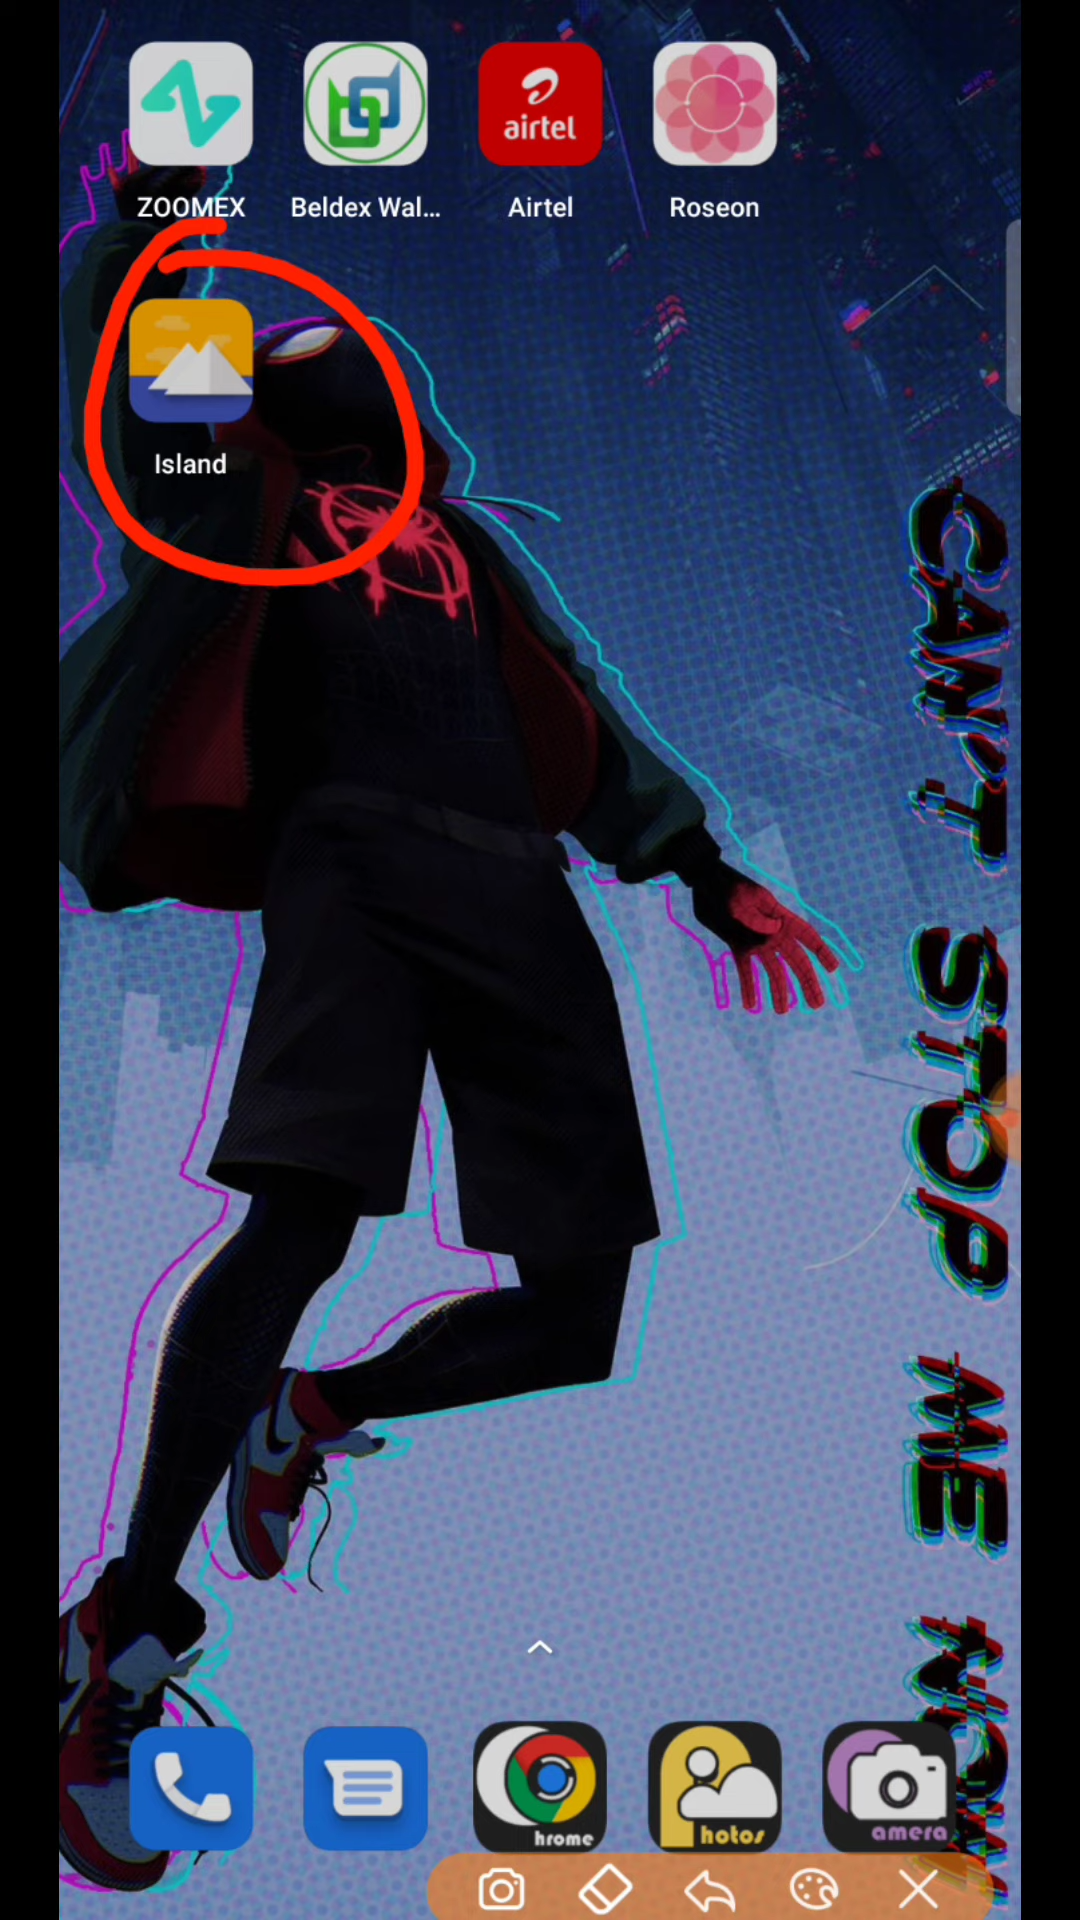 airtel
ZOOMEX
Beldex Wal...
Airtel
Roseon
Island
CAN'T STOP ME NOW
hrome
hotos
amera